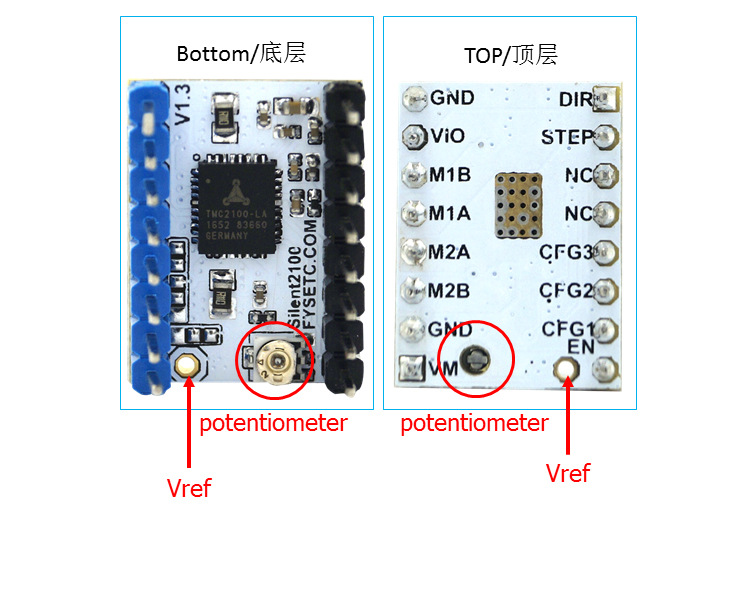 Bottom/底层
V1.3
TMC2100-LA
1652 83660
GERMANY
Silent2100
FYSETC.COM
potentiometer
Vref
TOP/顶层
GND
DIR
ViO
STEP
M1B
NC
M1A
NC
M2A
CFG3
M2B
CFG2
GND
CFG1
EN
VM
potentiometer
Vref